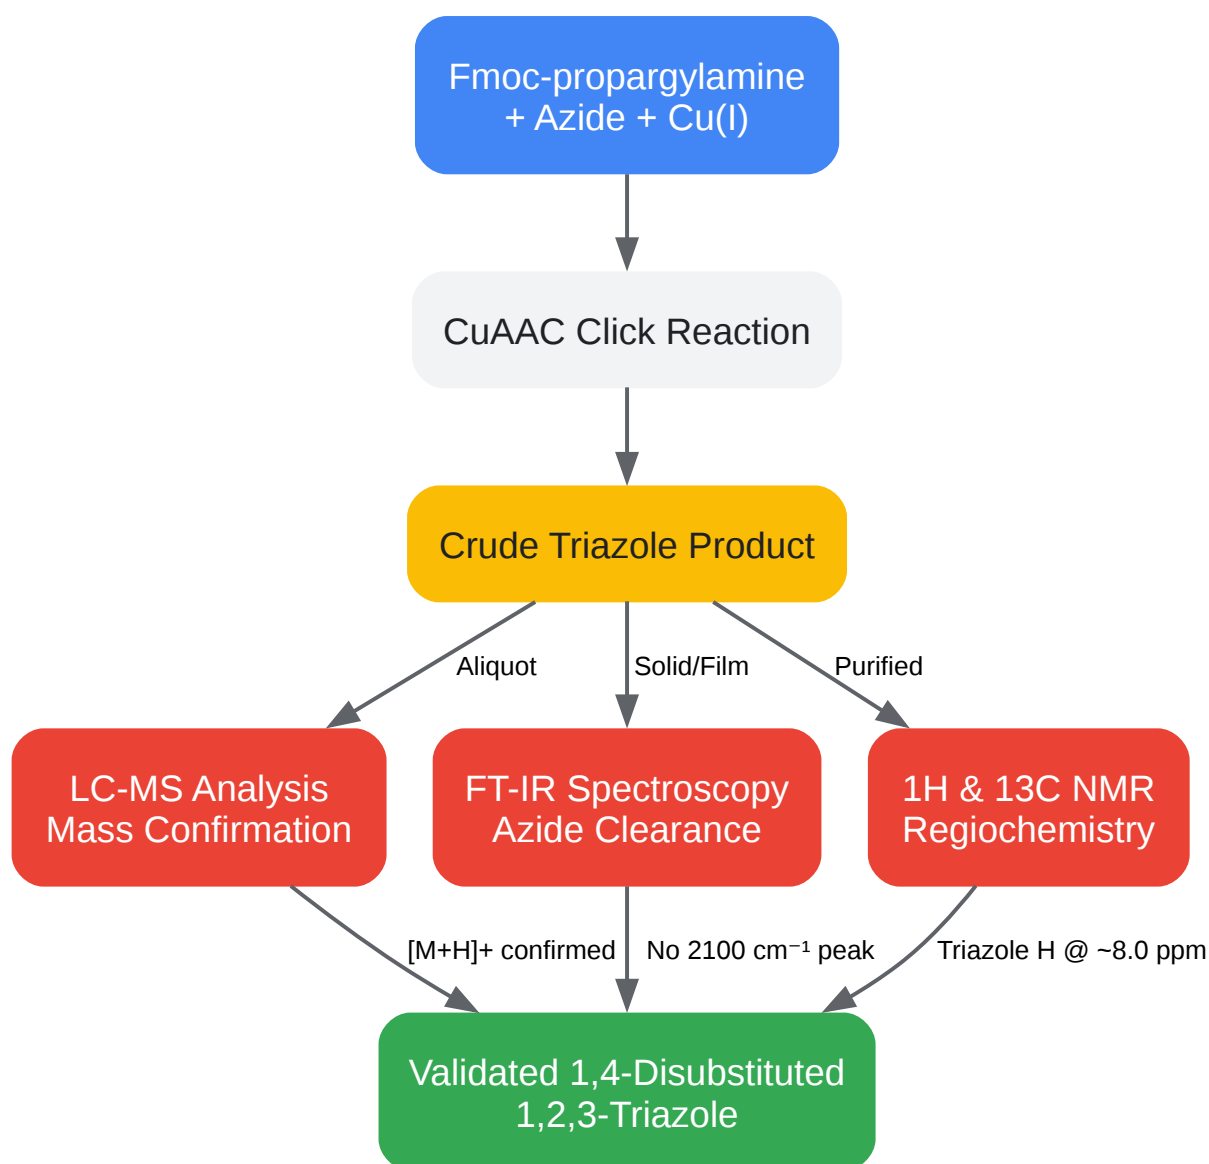 Fmoc-propargylamine
+ Azide + Cu(I)
CuAAC Click Reaction
Crude Triazole Product
Aliquot
Solid/Film
Purified
LC-MS Analysis
Mass Confirmation
FT-IR Spectroscopy
Azide Clearance
1H & 13C NMR
Regiochemistry
[M+H]+ confirmed
No 2100 cm⁻¹ peak
Triazole H @ ~8.0 ppm
Validated 1,4-Disubstituted
1,2,3-Triazole